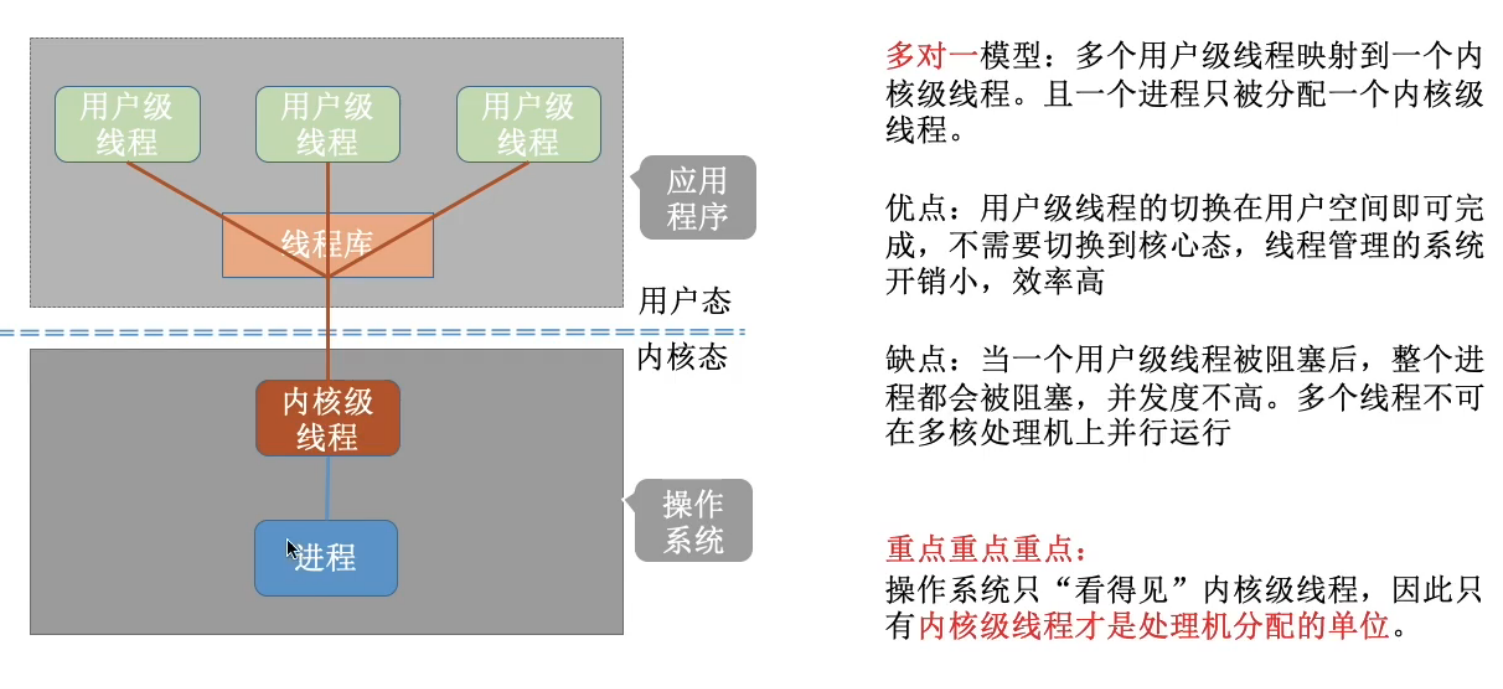 用户级
线程
用户级
线程
用户级
线程
线程库
应用
程序
用户态
内核态
内核级
线程
进程
操作
系统
多对一模型：多个用户级线程映射到一个内
核级线程。且一个进程只被分配一个内核级
线程。
优点：用户级线程的切换在用户空间即可完
成，不需要切换到核心态，线程管理的系统
开销小，效率高
缺点：当一个用户级线程被阻塞后，整个进
程都会被阻塞，并发度不高。多个线程不可
在多核处理机上并行运行
重点重点重点：
操作系统只“看得见”内核级线程，因此只
有内核级线程才是处理机分配的单位。